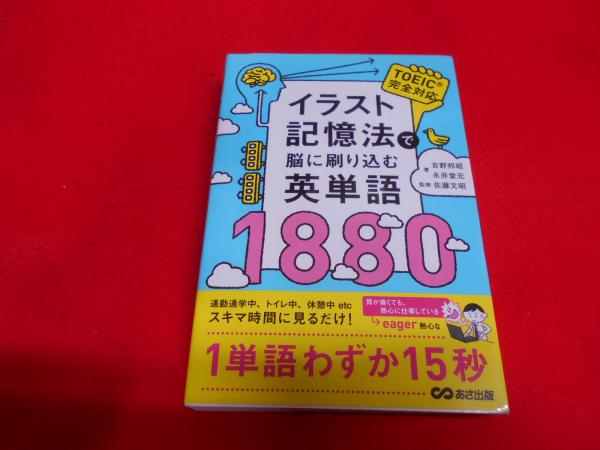 TOEIC®
完全対応
イラスト
記憶法で
脳に刷り込む
英単語
1880
著 吉野邦昭
永井堂元
監修 佐藤文昭
通勤通学中、トイレ中、休憩中 etc
スキマ時間に見るだけ!
胃が痛くても、
熱心に仕事している
eager 熱心な
1単語わずか15秒
あさ出版